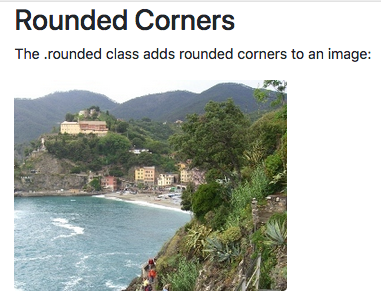 Rounded Corners
The .rounded class adds rounded corners to an image: